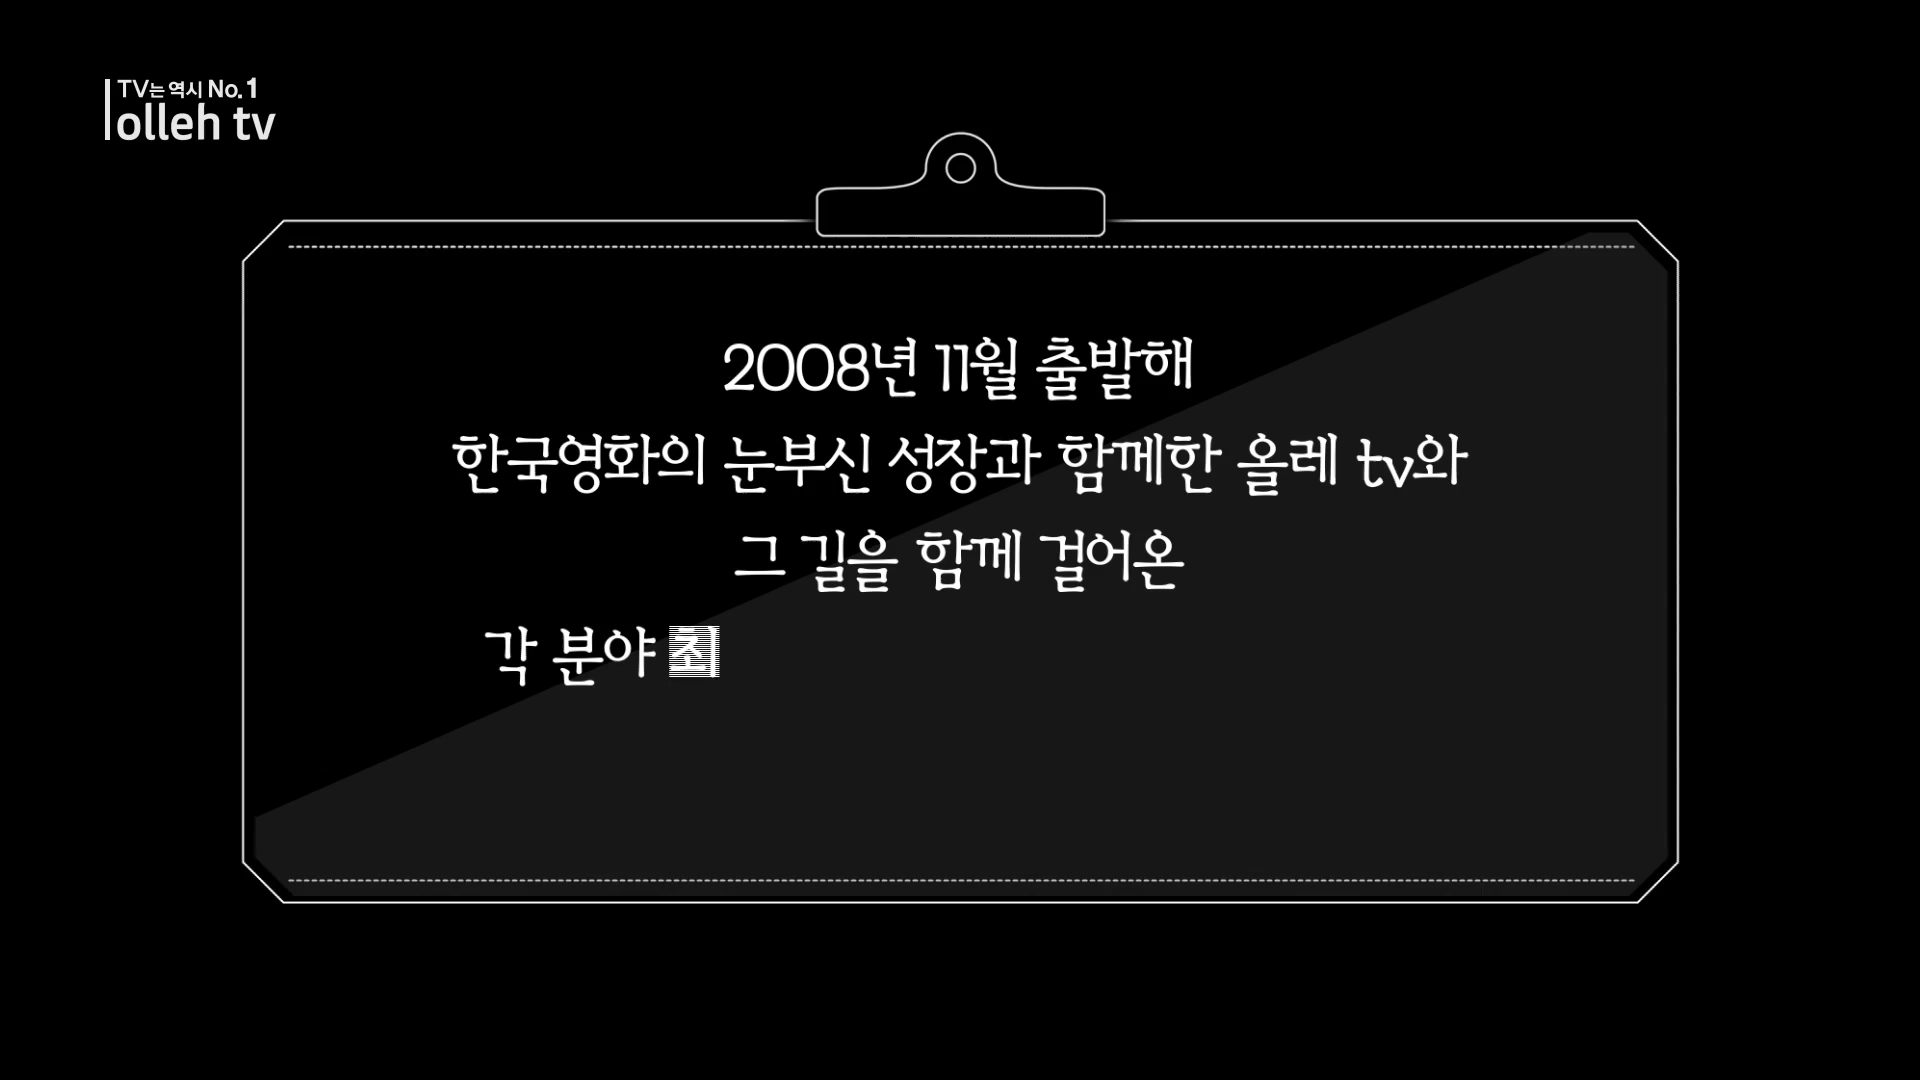 TV는 역시 No.1
olleh tv
2008년 11월 출발해
한국영화의 눈부신 성장과 함께한 올레 tv와
그 길을 함께 걸어온
각 분야 최